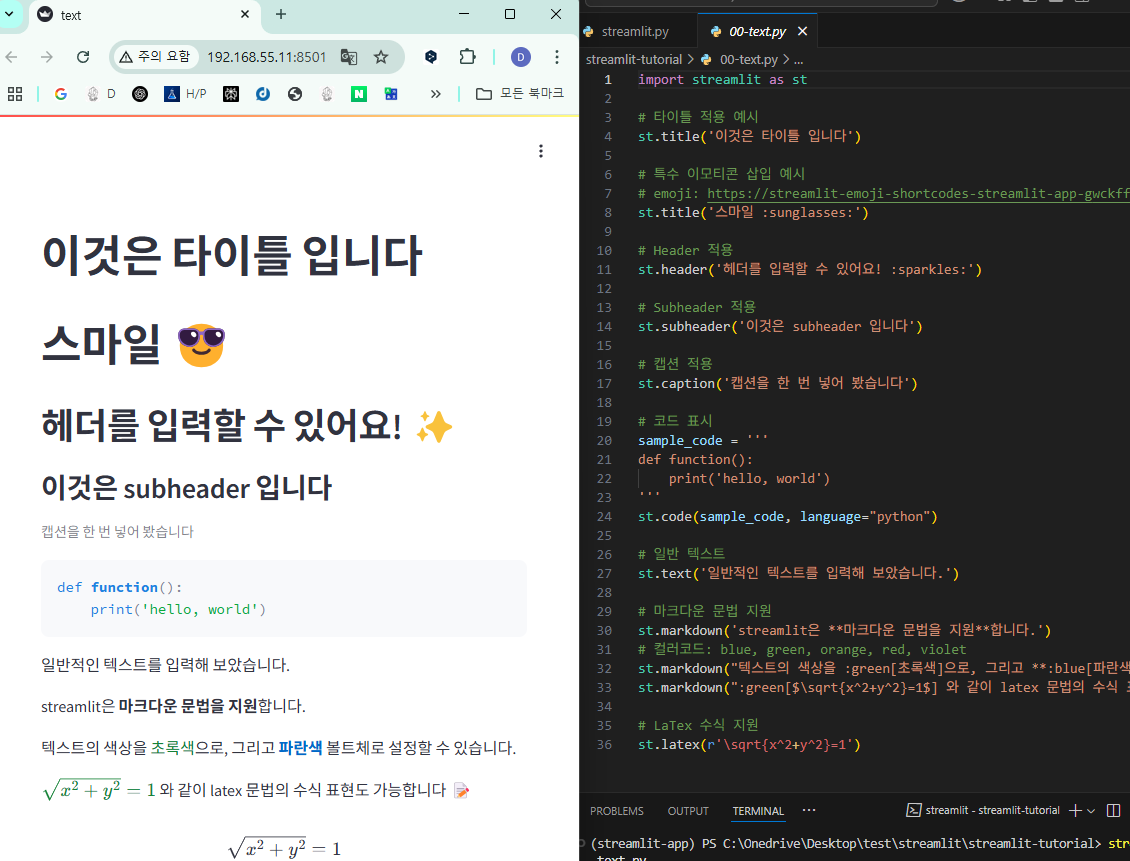 text
주의 요함
192.168.55.11:8501
D
D
H/P
모든 북마크
이것은 타이틀 입니다
스마일 😎
헤더를 입력할 수 있어요! ✨
이것은 subheader 입니다
캡션을 한 번 넣어 봤습니다
def function():
    print('hello, world')
일반적인 텍스트를 입력해 보았습니다.
streamlit은 마크다운 문법을 지원합니다.
텍스트의 색상을 초록색으로, 그리고 파란색 볼트체로 설정할 수 있습니다.
√x²+y² = 1 와 같이 latex 문법의 수식 표현도 가능합니다 📝
√x²+y² = 1
streamlit.py
00-text.py
streamlit-tutorial > 00-text.py > ...
1 import streamlit as st
2
3 # 타이틀 적용 예시
4 st.title('이것은 타이틀 입니다')
5
6 # 특수 이모티콘 삽입 예시
7 # emoji: https://streamlit-emoji-shortcodes-streamlit-app-gwckff
8 st.title('스마일 :sunglasses:')
9
10 # Header 적용
11 st.header('헤더를 입력할 수 있어요! :sparkles:')
12
13 # Subheader 적용
14 st.subheader('이것은 subheader 입니다')
15
16 # 캡션 적용
17 st.caption('캡션을 한 번 넣어 봤습니다')
18
19 # 코드 표시
20 sample_code = '''
21 def function():
22     print('hello, world')
23 '''
24 st.code(sample_code, language="python")
25
26 # 일반 텍스트
27 st.text('일반적인 텍스트를 입력해 보았습니다.')
28
29 # 마크다운 문법 지원
30 st.markdown('streamlit은 **마크다운 문법을 지원**합니다.')
31 # 컬러코드: blue, green, orange, red, violet
32 st.markdown("텍스트의 색상을 :green[초록색]으로, 그리고 **:blue[파란색
33 st.markdown(":green[$\sqrt{x^2+y^2}=1$] 와 같이 latex 문법의 수식
34
35 # LaTex 수식 지원
36 st.latex(r'\sqrt{x^2+y^2}=1')
PROBLEMS OUTPUT TERMINAL ...
streamlit - streamlit-tutorial
(streamlit-app) PS C:\Onedrive\Desktop\test\streamlit\streamlit-tutorial> str
text.py